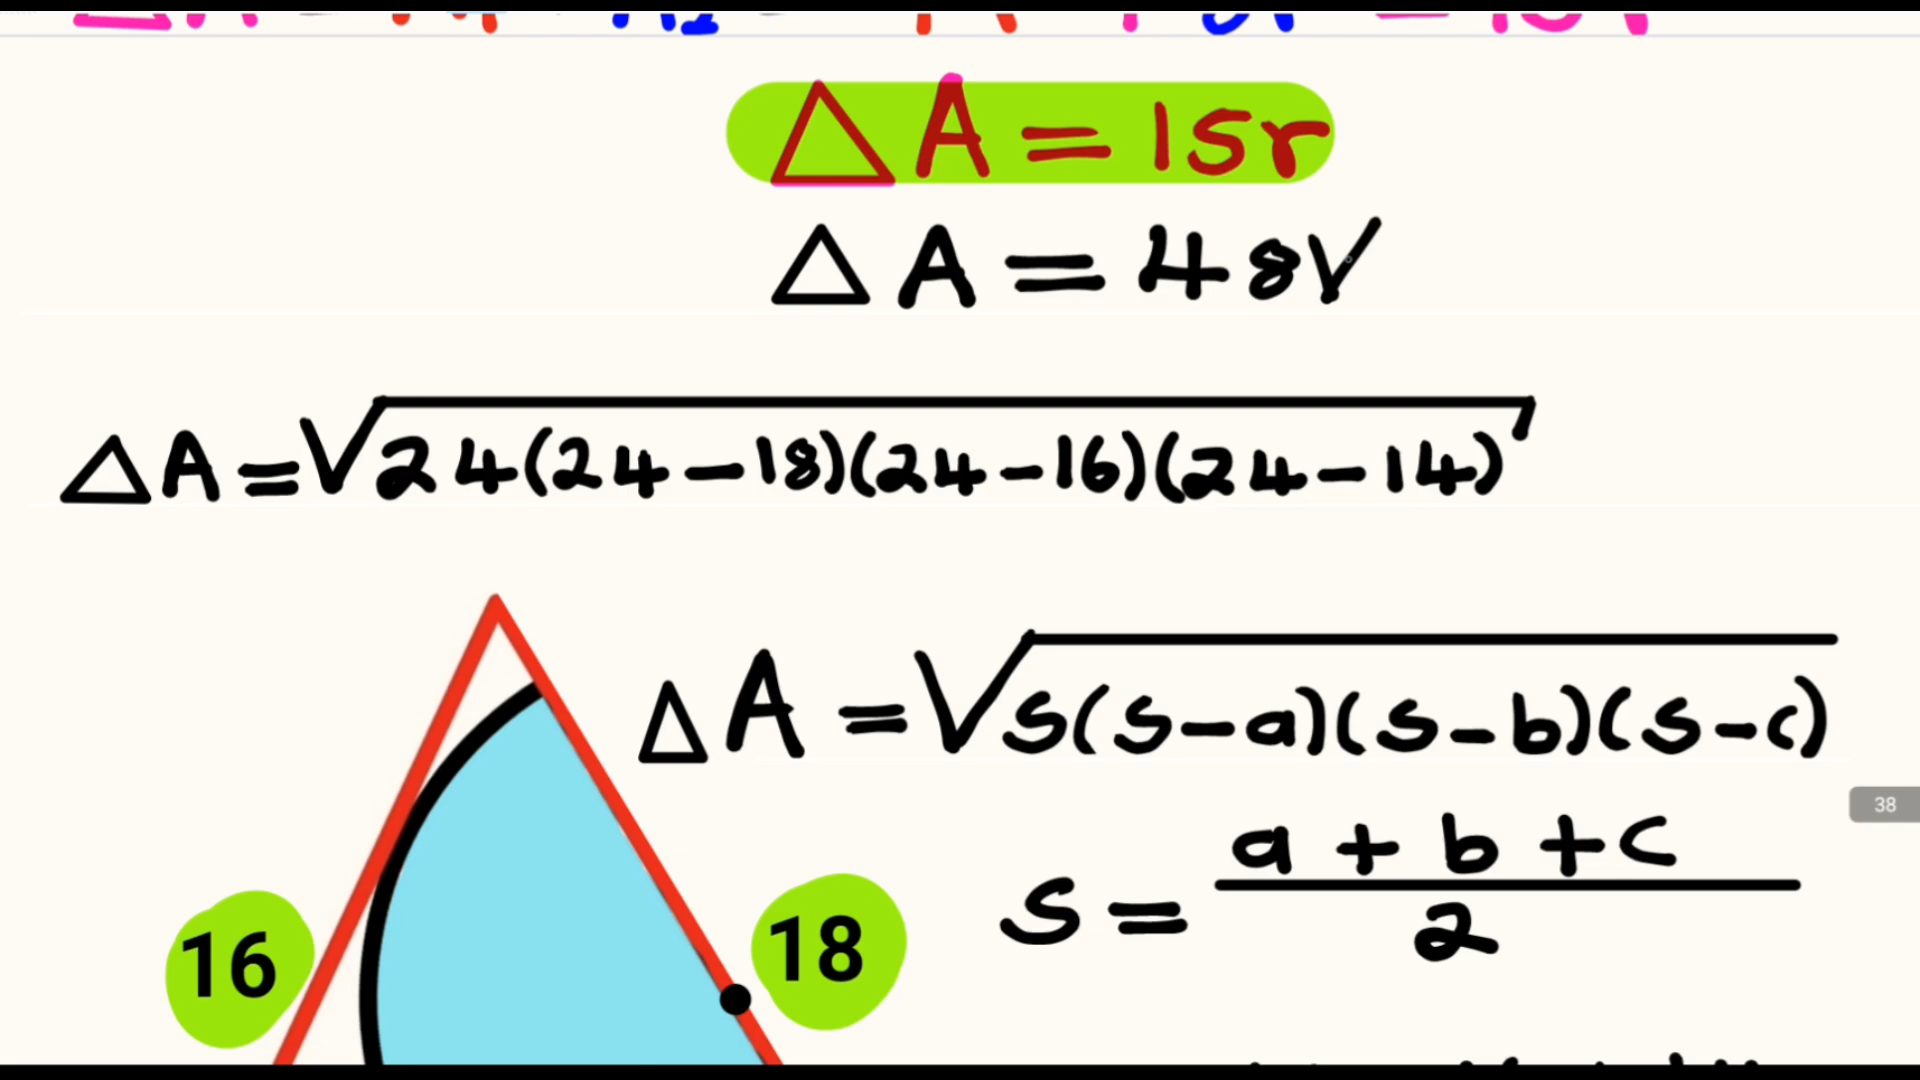 △A = 15r
△A = 48√
△A = √24(24-18)(24-16)(24-14)
△A = √s(s-a)(s-b)(s-c)
38
a + b + c
s =
2
16
18